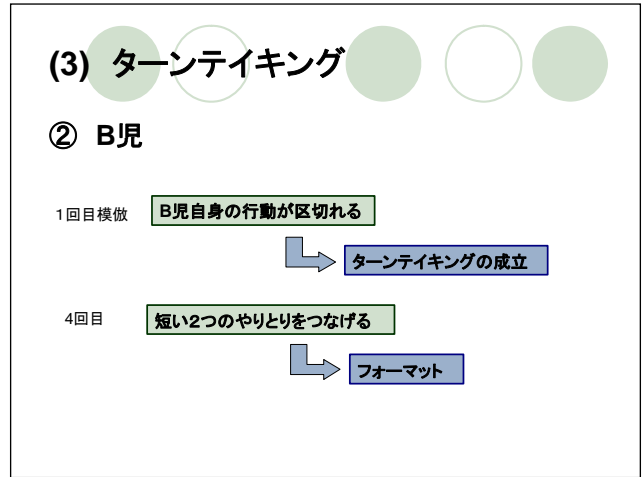 (3) ターンテイキング
② B児
1回目模倣 B児自身の行動が区切れる
ターンテイキングの成立
4回目 短い2つのやりとりをつなげる
フォーマット